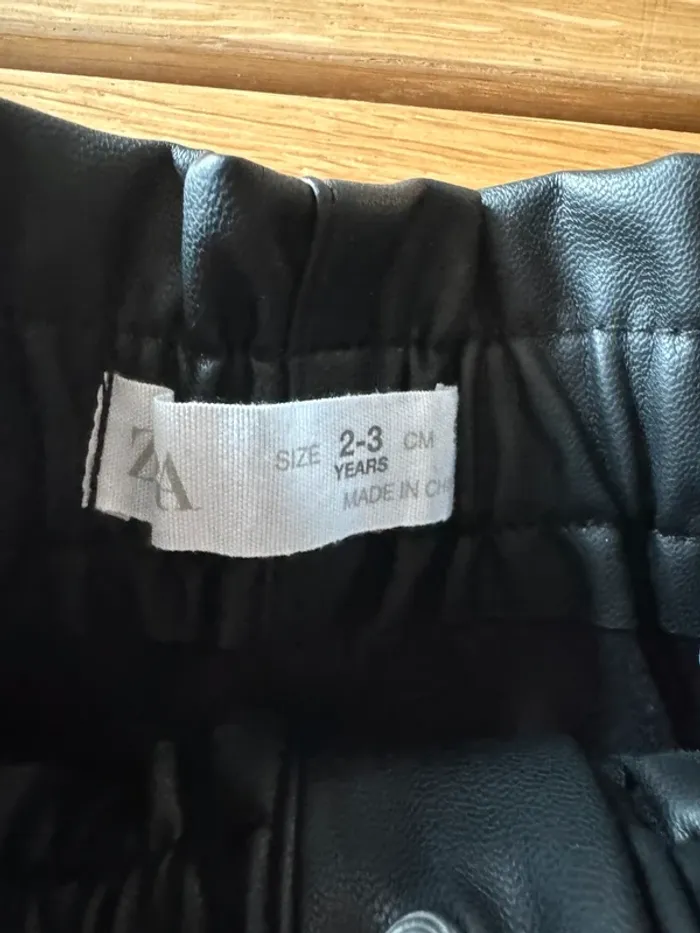 ZA
SIZE 2-3 CM
YEARS
MADE IN CH